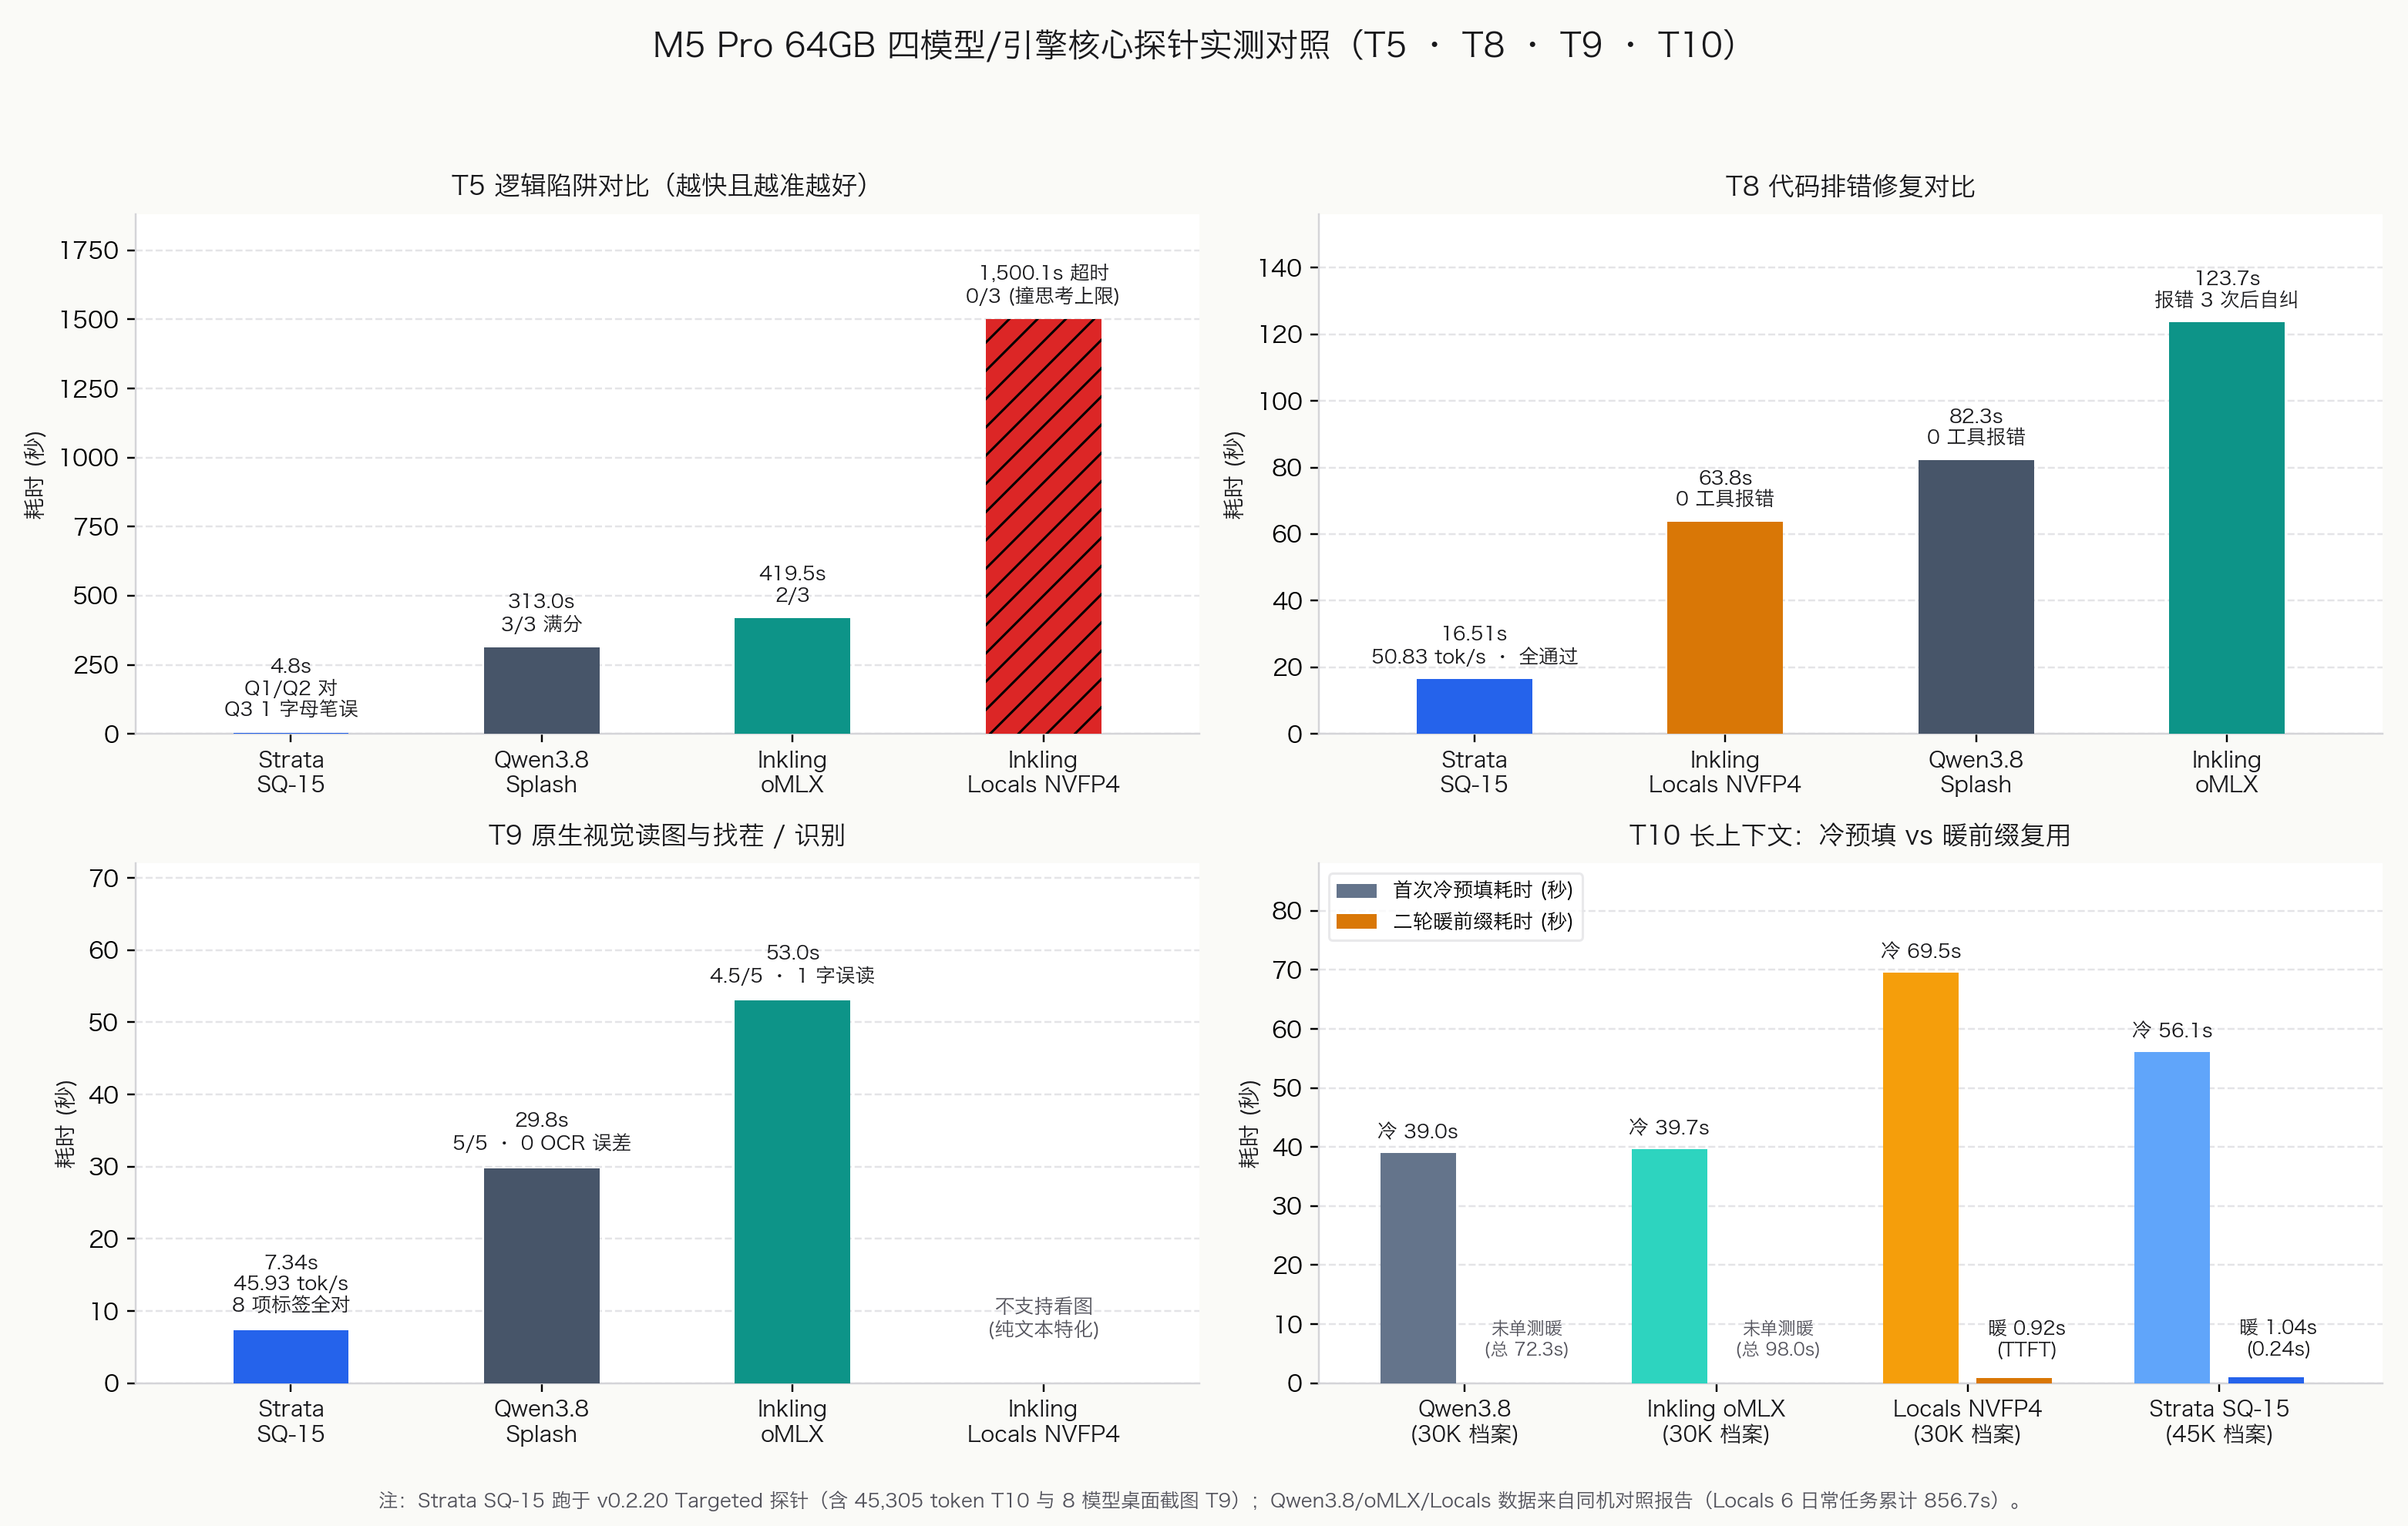 M5 Pro 64GB 四模型/引擎核心探针实测对照（T5 · T8 · T9 · T10）
T5 逻辑陷阱对比（越快且越准越好）
耗时 (秒)
1750
1500
1250
1000
750
500
250
0
4.8s
Q1/Q2 对
Q3 1 字母笔误
313.0s
3/3 满分
419.5s
2/3
1,500.1s 超时
0/3 (撞思考上限)
Strata
SQ-15
Qwen3.8
Splash
Inkling
oMLX
Inkling
Locals NVFP4
T8 代码排错修复对比
耗时 (秒)
140
120
100
80
60
40
20
0
16.51s
50.83 tok/s · 全通过
63.8s
0 工具报错
82.3s
0 工具报错
123.7s
报错 3 次后自纠
Strata
SQ-15
Inkling
Locals NVFP4
Qwen3.8
Splash
Inkling
oMLX
T9 原生视觉读图与找茬 / 识别
耗时 (秒)
70
60
50
40
30
20
10
0
7.34s
45.93 tok/s
8 项标签全对
29.8s
5/5 · 0 OCR 误差
53.0s
4.5/5 · 1 字误读
不支持看图
(纯文本特化)
Strata
SQ-15
Qwen3.8
Splash
Inkling
oMLX
Inkling
Locals NVFP4
T10 长上下文：冷预填 vs 暖前缀复用
首次冷预填耗时 (秒)
二轮暖前缀耗时 (秒)
耗时 (秒)
80
70
60
50
40
30
20
10
0
冷 39.0s
未单测暖
(总 72.3s)
冷 39.7s
未单测暖
(总 98.0s)
冷 69.5s
暖 0.92s
(TTFT)
冷 56.1s
暖 1.04s
(0.24s)
Qwen3.8
(30K 档案)
Inkling oMLX
(30K 档案)
Locals NVFP4
(30K 档案)
Strata SQ-15
(45K 档案)
注：Strata SQ-15 跑于 v0.2.20 Targeted 探针（含 45,305 token T10 与 8 模型桌面截图 T9）；Qwen3.8/oMLX/Locals 数据来自同机对照报告（Locals 6 日常任务累计 856.7s）。